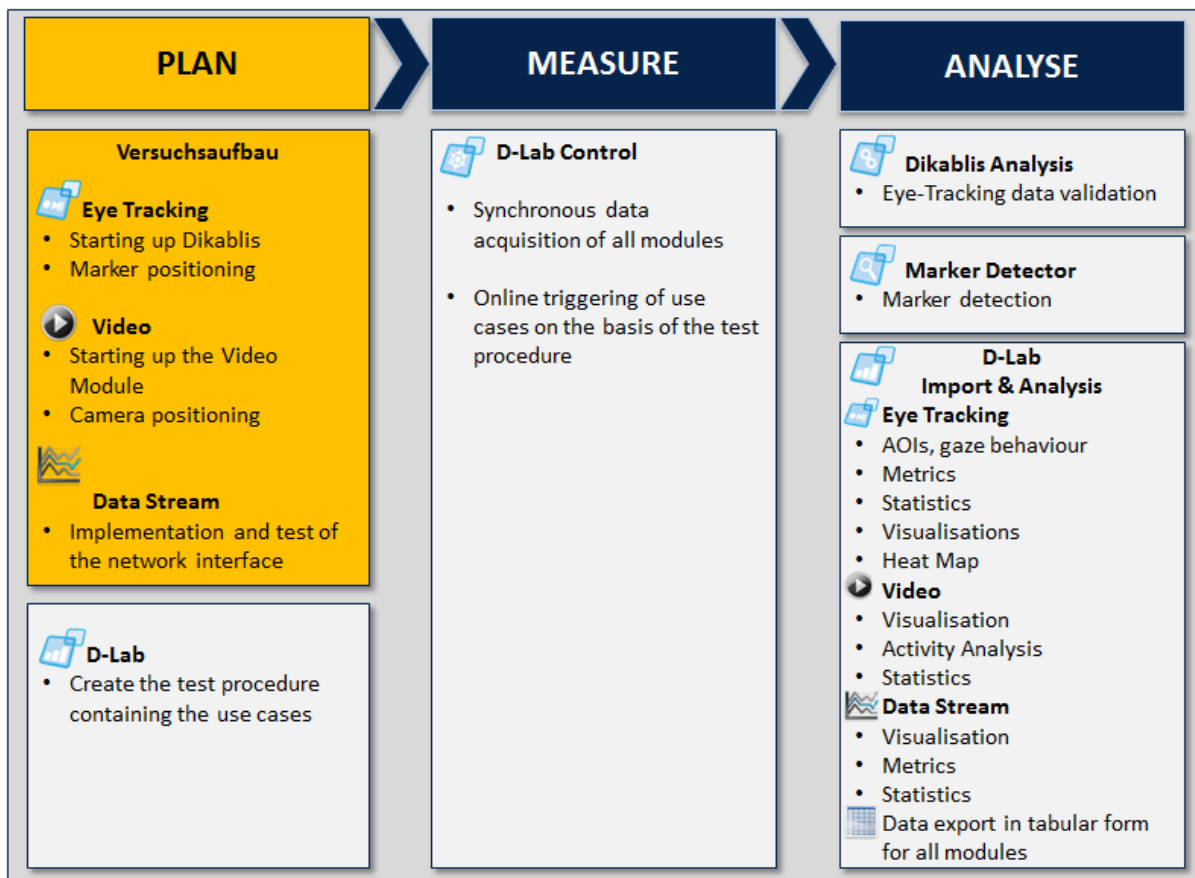 PLAN
MEASURE
ANALYSE
Versuchsaufbau
Eye Tracking
• Starting up Dikablis
• Marker positioning
Video
• Starting up the Video
Module
• Camera positioning
Data Stream
• Implementation and test of
the network interface
D-Lab
• Create the test procedure
containing the use cases
D-Lab Control
• Synchronous data
acquisition of all modules
• Online triggering of use
cases on the basis of the test
procedure
Dikablis Analysis
• Eye-Tracking data validation
Marker Detector
• Marker detection
D-Lab
Import & Analysis
Eye Tracking
• AOIs, gaze behaviour
• Metrics
• Statistics
• Visualisations
• Heat Map
Video
• Visualisation
• Activity Analysis
• Statistics
Data Stream
• Visualisation
• Metrics
• Statistics
Data export in tabular form
for all modules